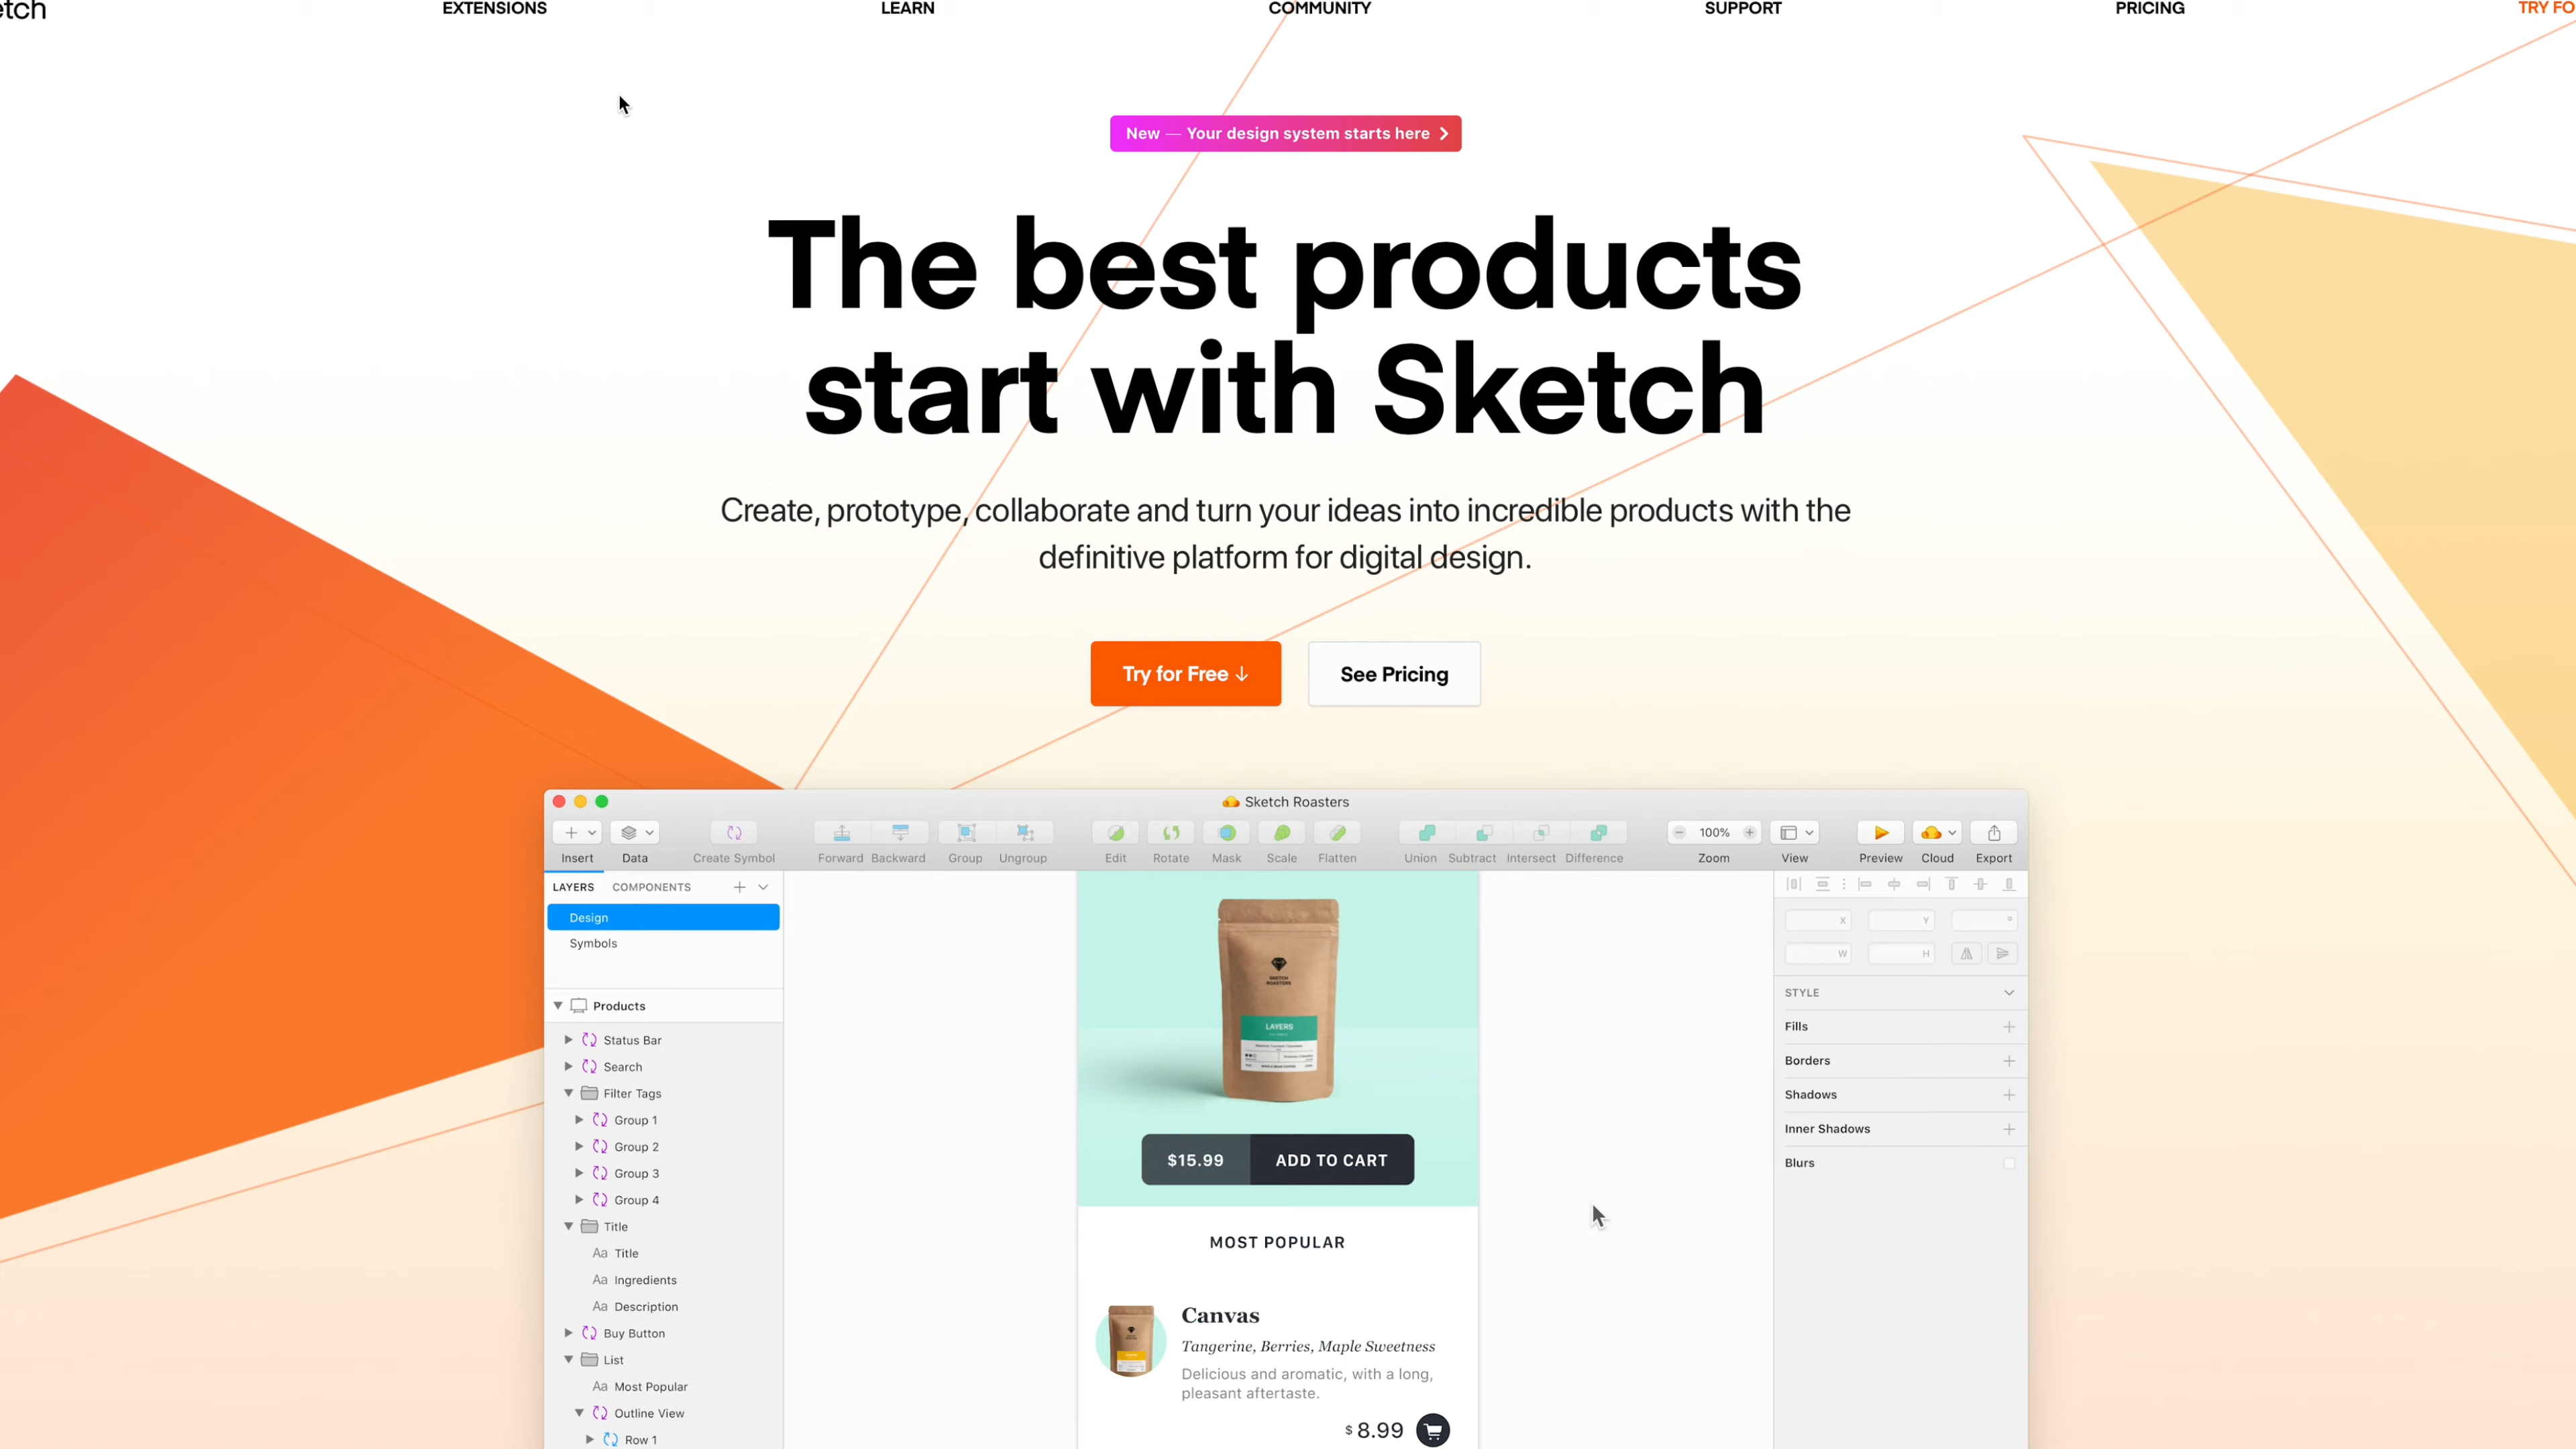 etch
EXTENSIONS
LEARN
COMMUNITY
SUPPORT
PRICING
TRY FO
New — Your design system starts here
The best products
start with Sketch
Create, prototype, collaborate and turn your ideas into incredible products with the
definitive platform for digital design.
Try for Free ↓
See Pricing
Sketch Roasters
100%
Insert
Data
Create Symbol
Forward
Backward
Group
Ungroup
Edit
Rotate
Mask
Scale
Flatten
Union
Subtract
Intersect
Difference
Zoom
View
Preview
Cloud
Export
LAYERS
COMPONENTS
Design
Symbols
Products
Status Bar
Search
Filter Tags
Group 1
Group 2
Group 3
Group 4
Title
Aa Title
Aa Ingredients
Aa Description
Buy Button
List
Aa Most Popular
Outline View
Row 1
SKETCH
ROASTERS
LAYERS
$15.99
ADD TO CART
MOST POPULAR
Canvas
Tangerine, Berries, Maple Sweetness
Delicious and aromatic, with a long,
pleasant aftertaste.
$ 8.99
X
Y
°
W
H
STYLE
Fills
Borders
Shadows
Inner Shadows
Blurs